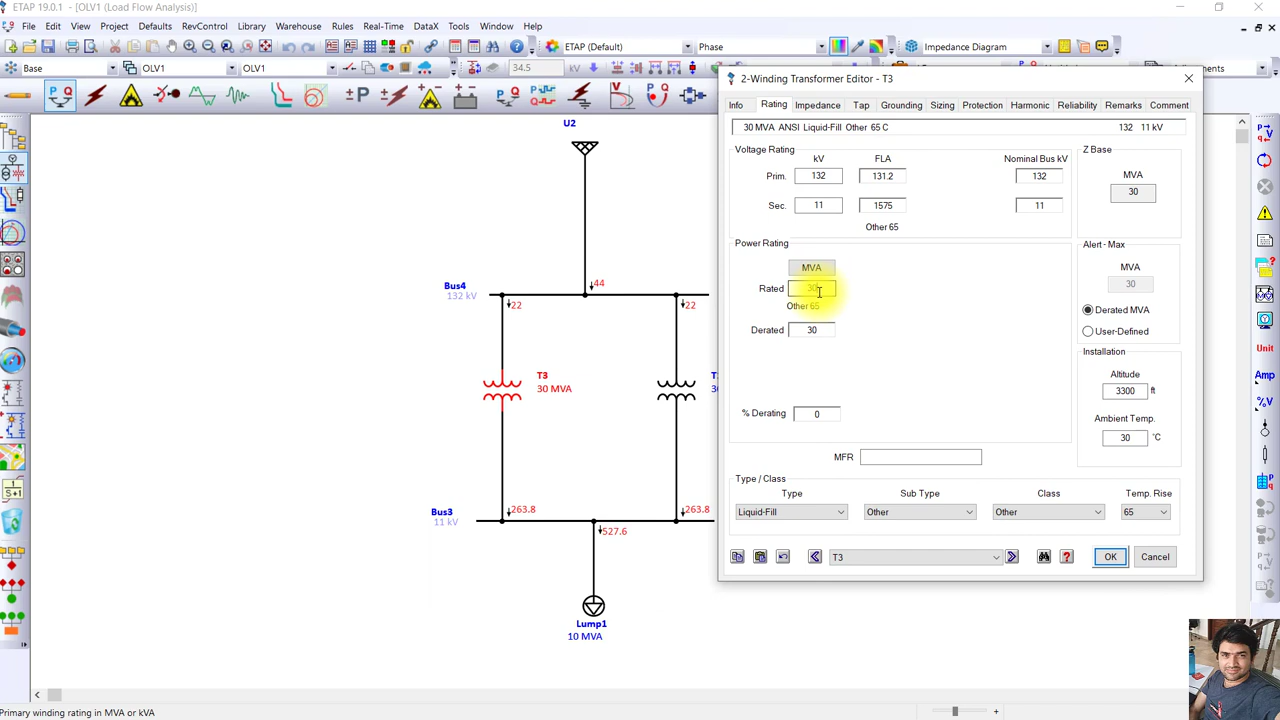 ETAP 19.0.1 - [OLV1 (Load Flow Analysis)]
File Edit View Project Defaults RevControl Library Warehouse Rules Real-Time DataX Tools Window Help
ETAP (Default) Phase Impedance Diagram
Base OLV1 OLV1 34.5 kV
2-Winding Transformer Editor - T3
Info Rating Impedance Tap Grounding Sizing Protection Harmonic Reliability Remarks Comment
30 MVA ANSI Liquid-Fill Other 65 C 132 11 kV
Voltage Rating Z Base
kV FLA Nominal Bus kV
Prim. 132 131.2 132
MVA
30
Sec. 11 1575 11
Other 65
Power Rating Alert - Max
MVA MVA
Rated 30 30
Other 65
Derated MVA
Derated 30
User-Defined
Installation
Altitude
3300 ft
% Derating 0
Ambient Temp.
30 °C
MFR
Type / Class
Type Sub Type Class Temp. Rise
Liquid-Fill Other Other 65
T3 OK Cancel
U2
44
Bus4
132 kV
22 22
T3
30 MVA
Bus3
11 kV
263.8 263.8
527.6
Lump1
10 MVA
Unit
Amp
%V
Primary winding rating in MVA or kVA